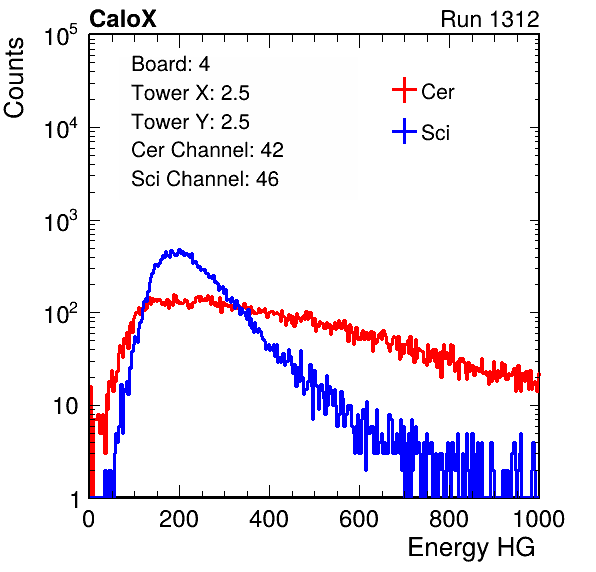 CaloX Run 1312
Counts
10^5
10^4
10^3
10^2
10
1
Board: 4
Tower X: 2.5
Tower Y: 2.5
Cer Channel: 42
Sci Channel: 46
Cer
Sci
0 200 400 600 800 1000
Energy HG